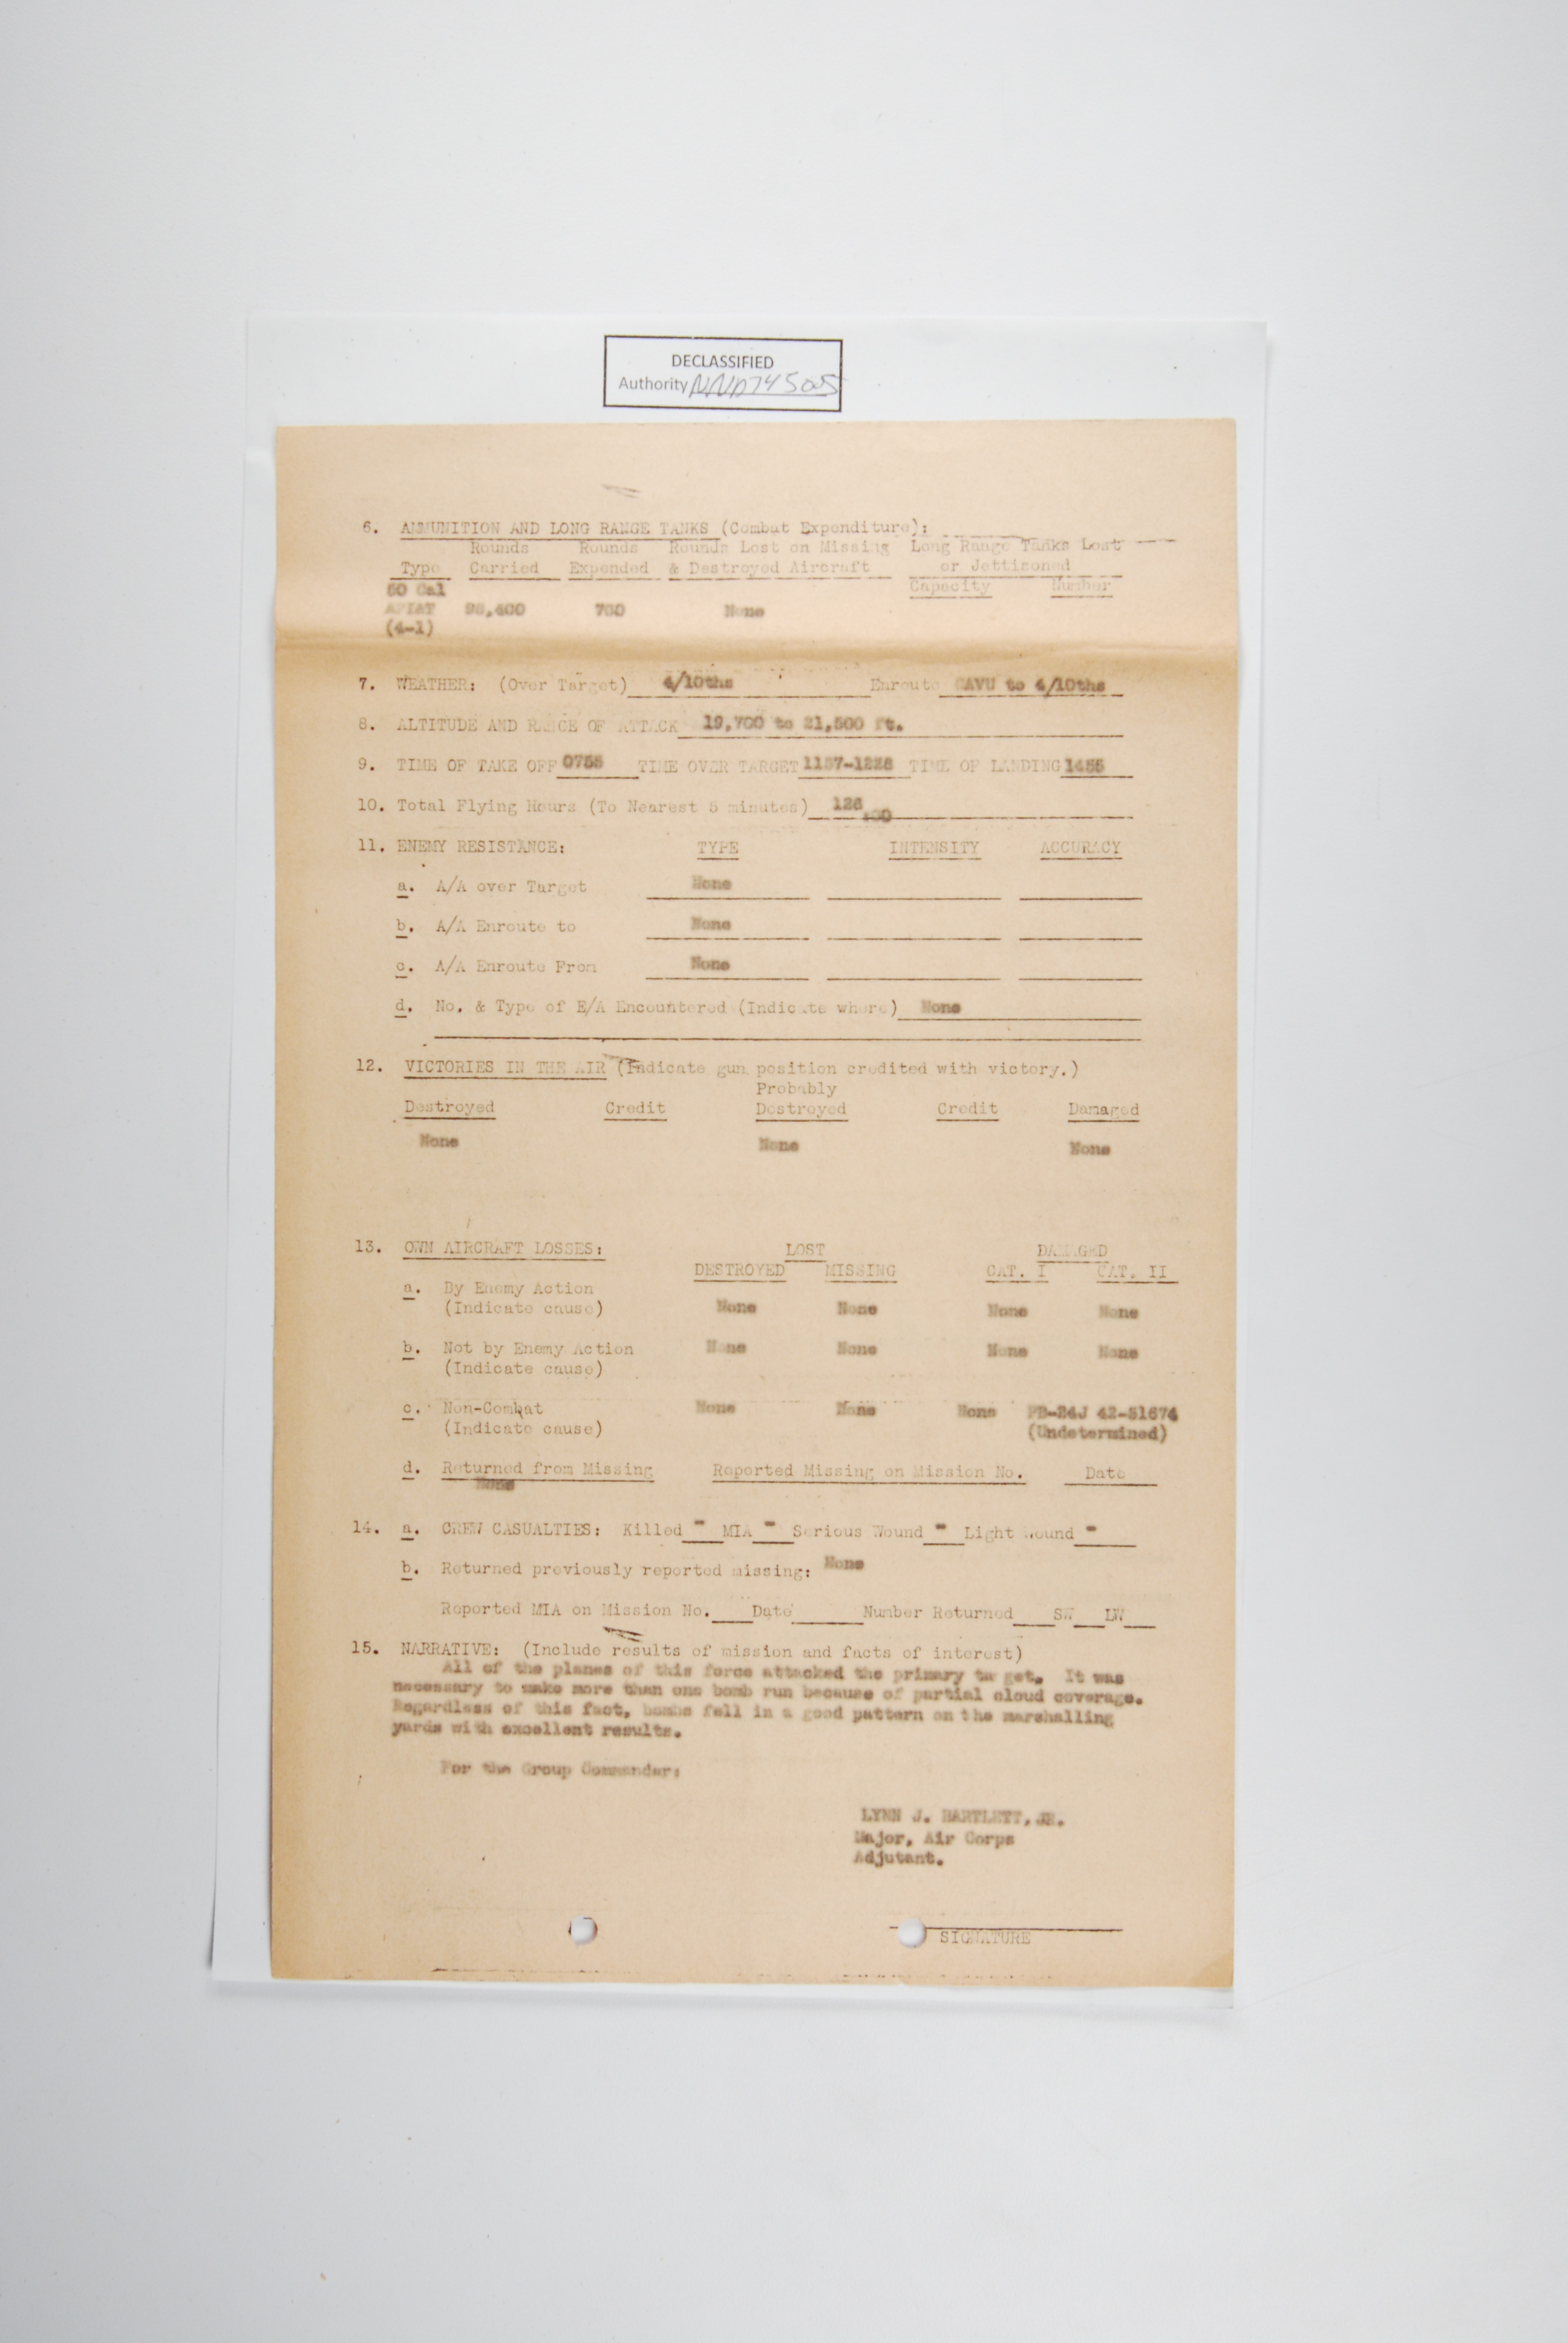 DECLASSIFIED
Authority NND745005
6. AMMUNITION AND LONG RANGE TANKS (Combat Expenditure):
Rounds Rounds Rounds Lost on Missing Long Range Tanks Lost
Type Carried Expended & Destroyed Aircraft or Jettisoned
50 Cal Capacity Number
APIAT 98,400 700 None
(4-1)
7. WEATHER: (Over Target) 4/10ths Enroute CAVU to 4/10ths
8. ALTITUDE AND RANGE OF ATTACK 19,700 to 21,500 ft.
9. TIME OF TAKE OFF 0755 TIME OVER TARGET 1157-1228 TIME OF LANDING 1455
10. Total Flying Hours (To Nearest 5 minutes) 126:00
11. ENEMY RESISTANCE: TYPE INTENSITY ACCURACY
a. A/A over Target None
b. A/A Enroute to None
c. A/A Enroute From None
d. No. & Type of E/A Encountered (Indicate where) None
12. VICTORIES IN THE AIR (Indicate gun position credited with victory.)
Probably
Destroyed Credit Destroyed Credit Damaged
None None None
13. OWN AIRCRAFT LOSSES: LOST DAMAGED
DESTROYED MISSING CAT. I CAT. II
a. By Enemy Action
(Indicate cause) None None None None
b. Not by Enemy Action None None None None
(Indicate cause)
c. Non-Combat None None None PB-24J 42-51674
(Indicate cause) (Undetermined)
d. Returned from Missing Reported Missing on Mission No. Date
None
14. a. CREW CASUALTIES: Killed - MIA - Serious Wound - Light Wound -
b. Returned previously reported missing: None
Reported MIA on Mission No. Date Number Returned SW LW
15. NARRATIVE: (Include results of mission and facts of interest)
All of the planes of this force attacked the primary ta get. It was
necessary to make more than one bomb run because of partial cloud coverage.
Regardless of this fact, bombs fell in a good pattern on the marshalling
yards with excellent results.
For the Group Commander:
LYNN J. BARTLETT, JR.
Major, Air Corps
Adjutant.
SIGNATURE